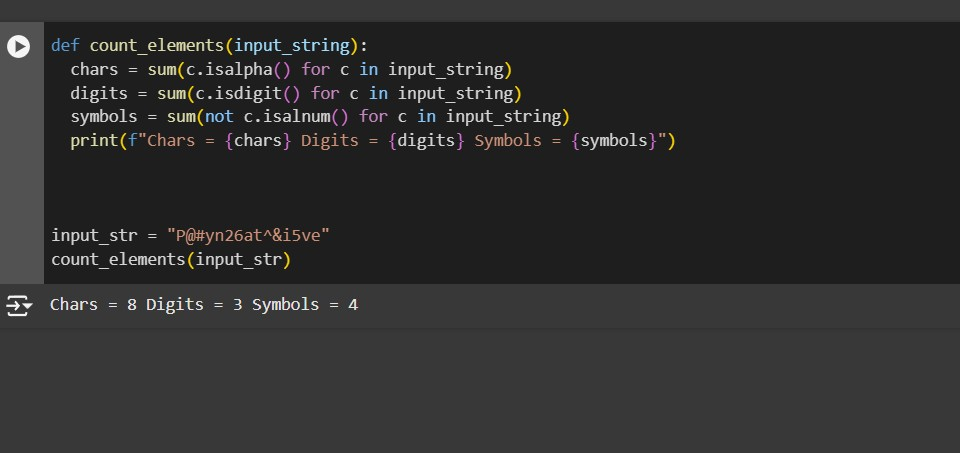 def count_elements(input_string):
  chars = sum(c.isalpha() for c in input_string)
  digits = sum(c.isdigit() for c in input_string)
  symbols = sum(not c.isalnum() for c in input_string)
  print(f"Chars = {chars} Digits = {digits} Symbols = {symbols}")
input_str = "P@#yn26at^&i5ve"
count_elements(input_str)
Chars = 8 Digits = 3 Symbols = 4